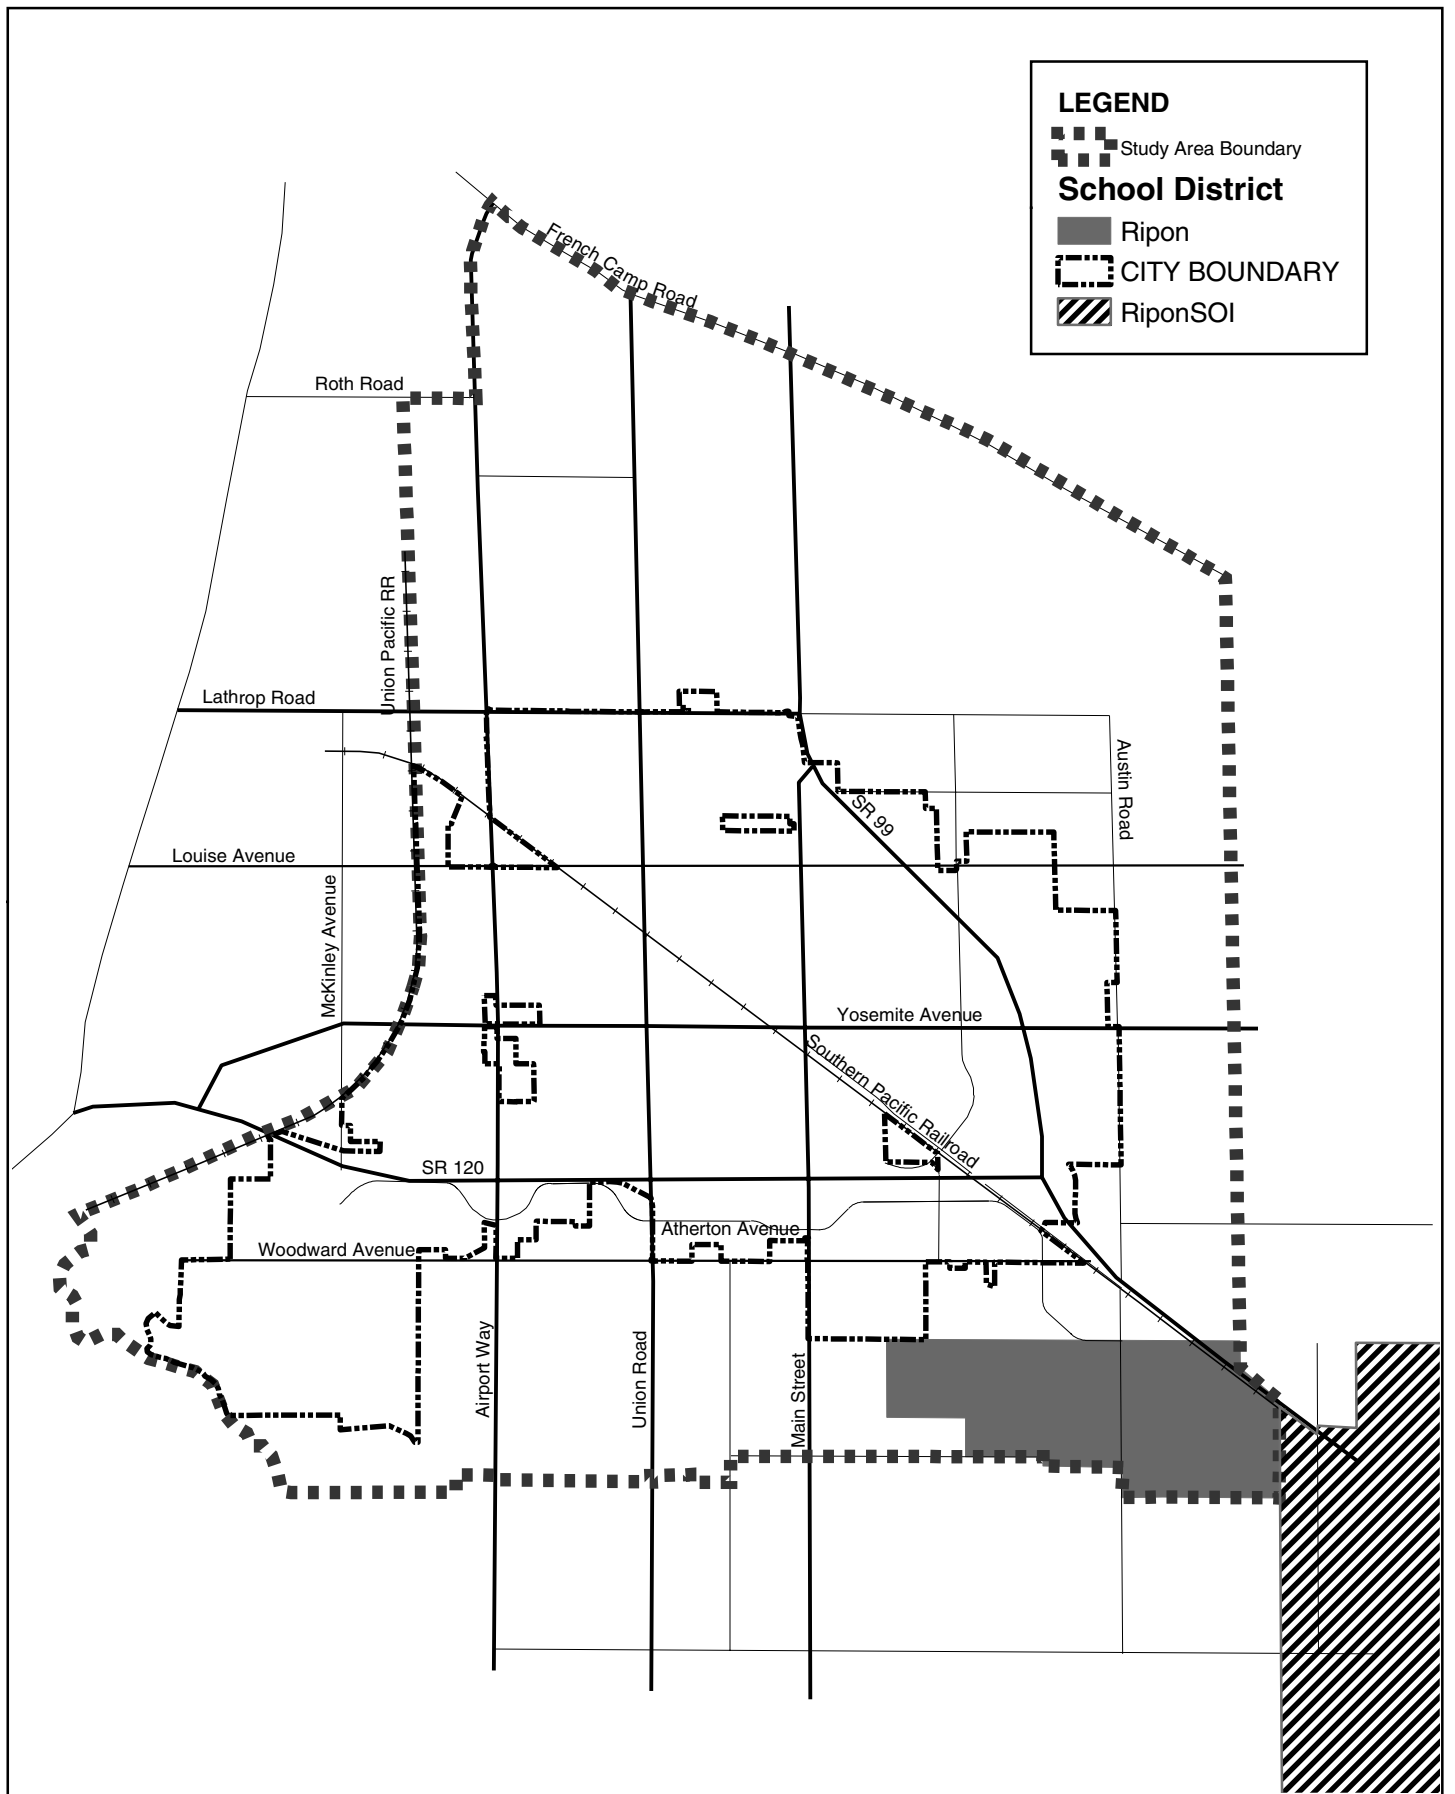 LEGEND
Study Area Boundary
School District
Ripon
CITY BOUNDARY
RiponSOI
French Camp Road
Roth Road
Union Pacific RR
Lathrop Road
Austin Road
SR 99
Louise Avenue
McKinley Avenue
Yosemite Avenue
Southern Pacific Railroad
SR 120
Atherton Avenue
Woodward Avenue
Airport Way
Union Road
Main Street